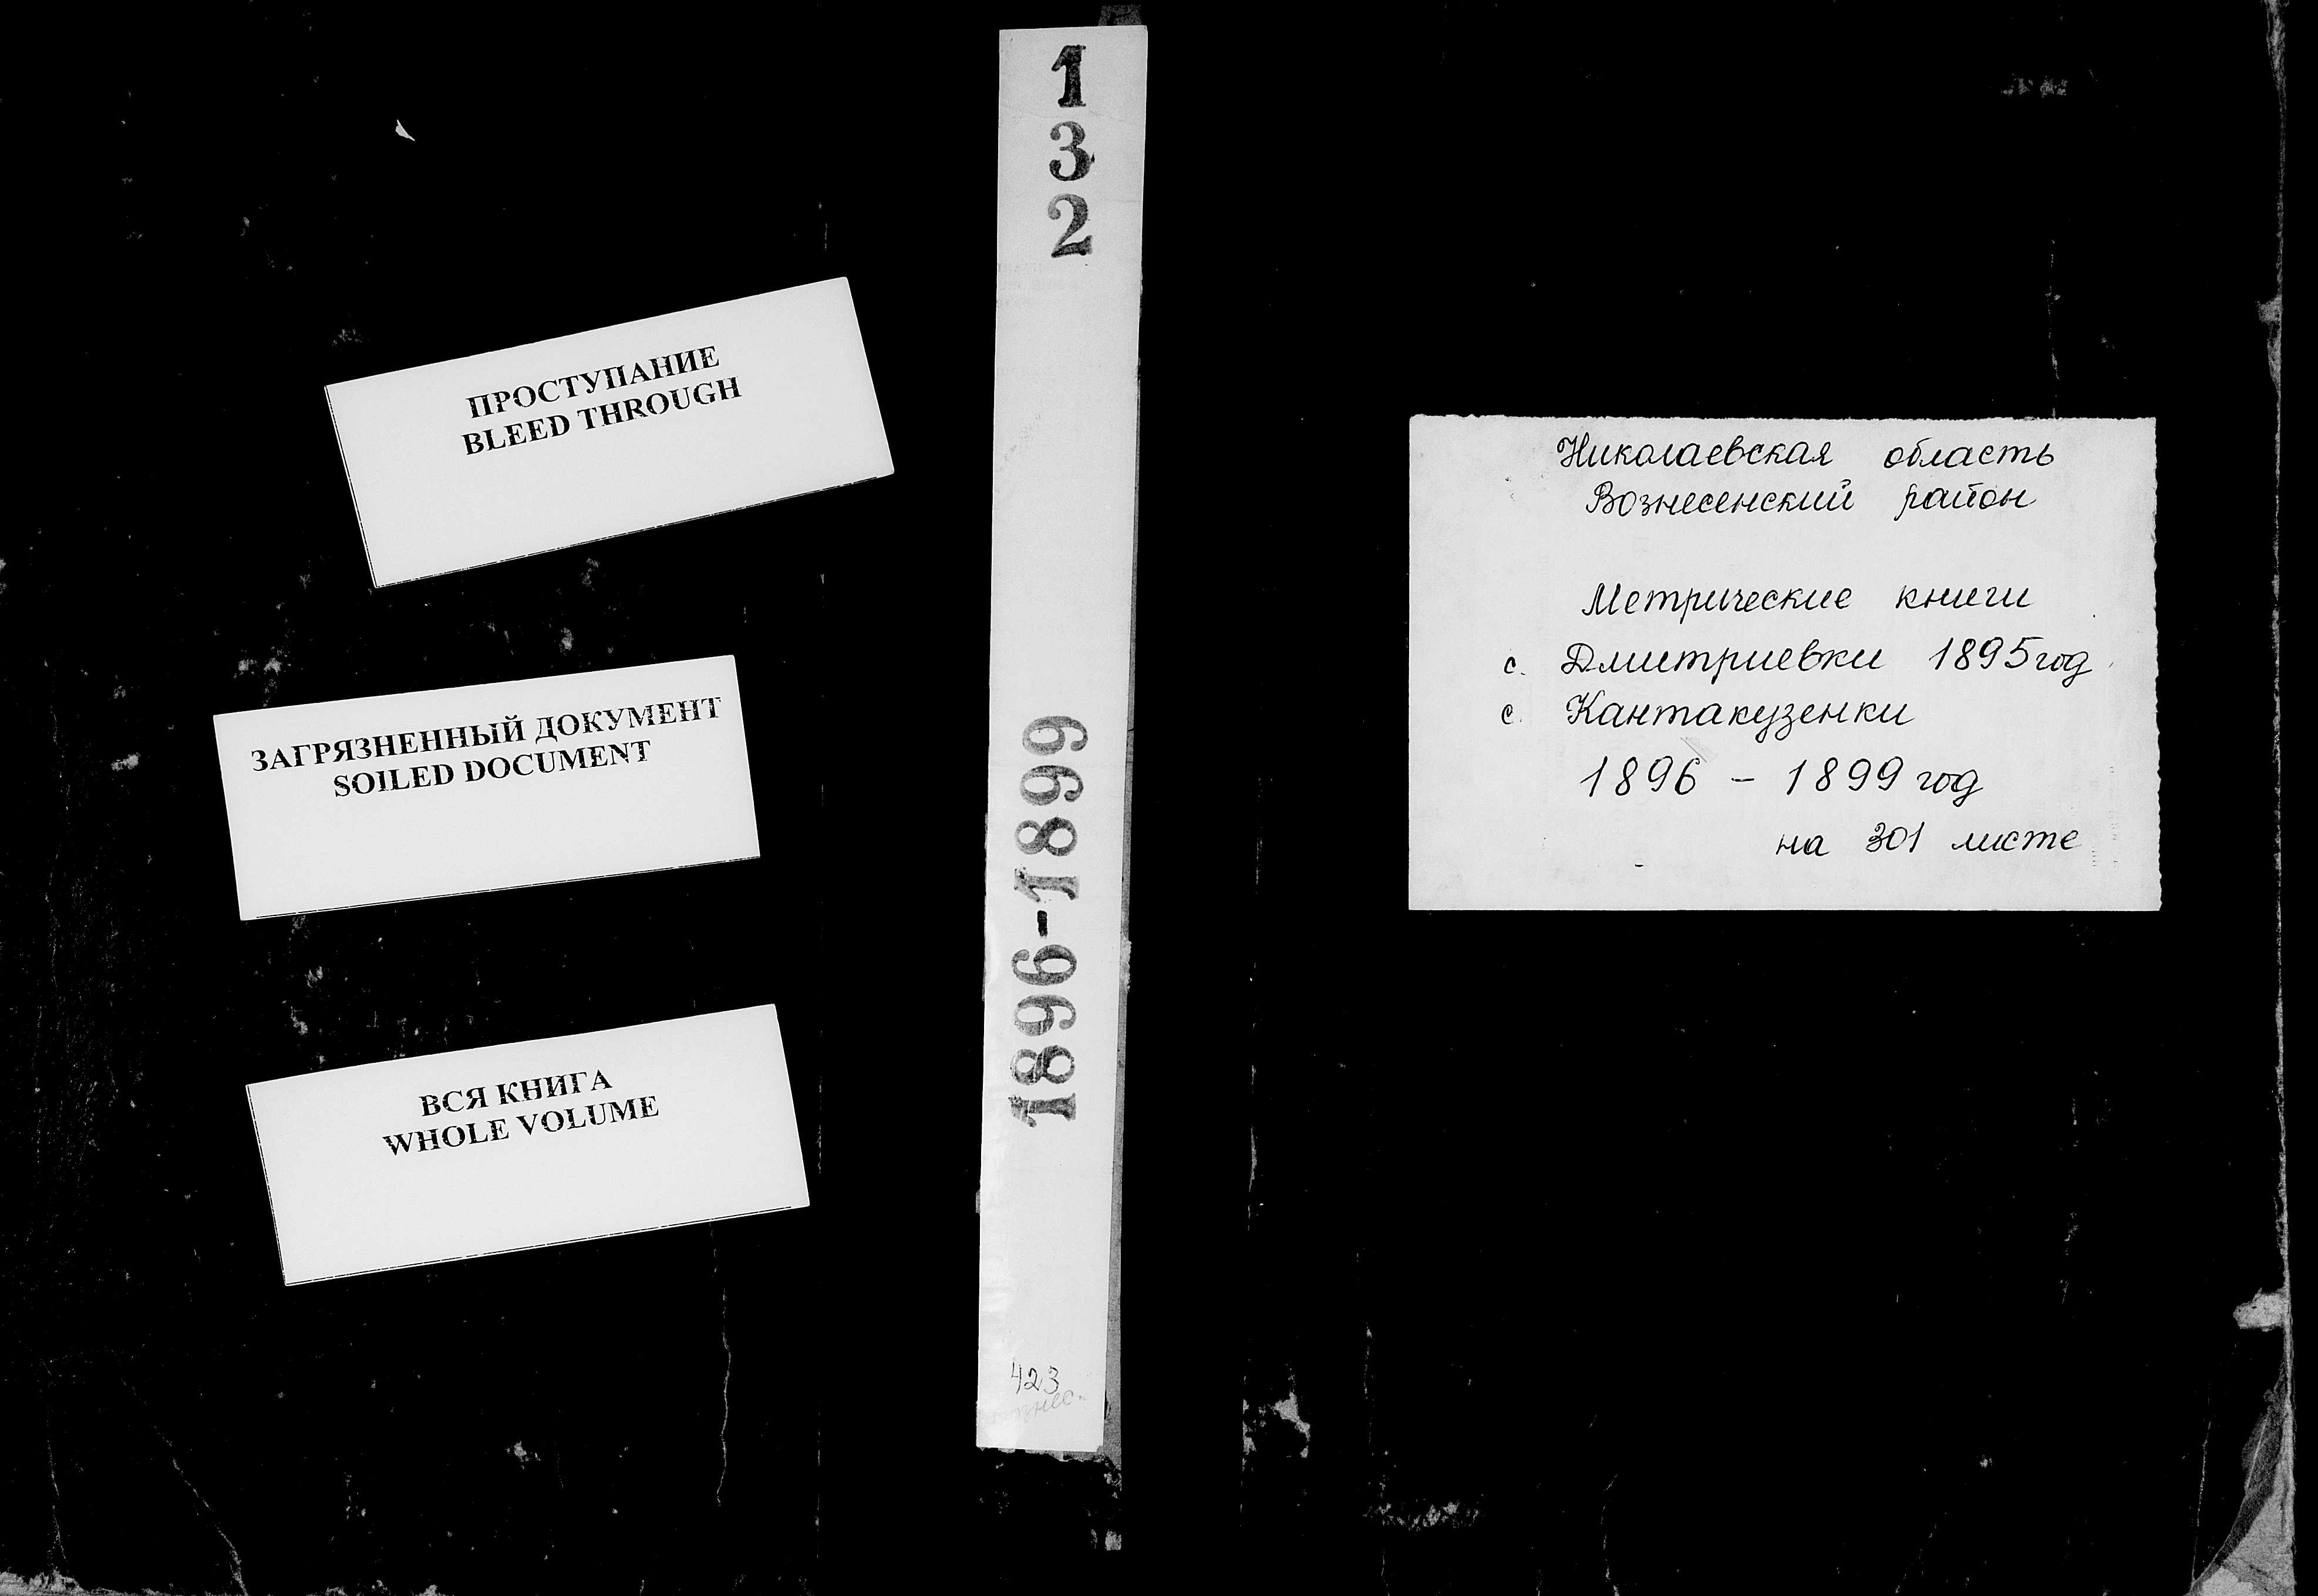 ПРОСТУПАНИЕ
BLEED THROUGH
ЗАГРЯЗНЕННЫЙ ДОКУМЕНТ
SOILED DOCUMENT
ВСЯ КНИГА
WHOLE VOLUME
1
3
2
1896-1899
423
Николаевская область
Вознесенский район
Метрические книги
с. Дмитриевки 1895 год
с. Кантакузенки
1896 - 1899 год
на 301 листе